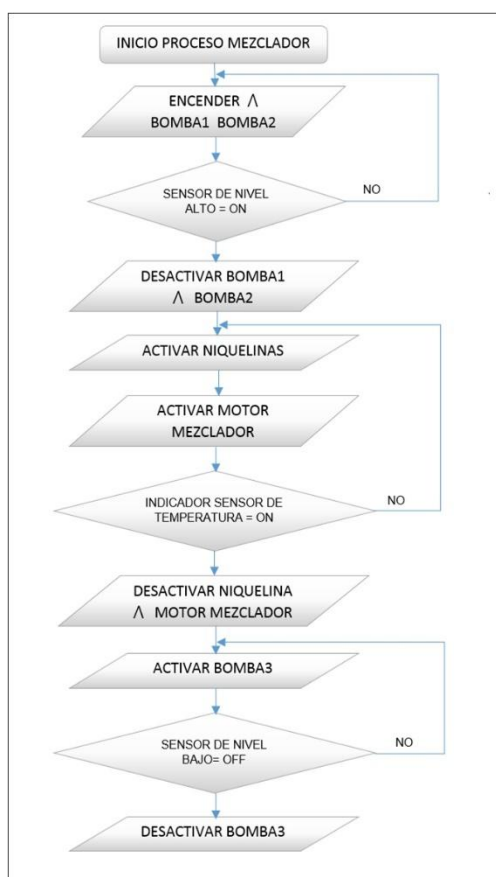 INICIO PROCESO MEZCLADOR
ENCENDER Λ
BOMBA1 BOMBA2
SENSOR DE NIVEL
ALTO = ON
NO
DESACTIVAR BOMBA1
Λ BOMBA2
ACTIVAR NIQUELINAS
ACTIVAR MOTOR
MEZCLADOR
INDICADOR SENSOR DE
TEMPERATURA = ON
NO
DESACTIVAR NIQUELINA
Λ MOTOR MEZCLADOR
ACTIVAR BOMBA3
SENSOR DE NIVEL
BAJO= OFF
NO
DESACTIVAR BOMBA3